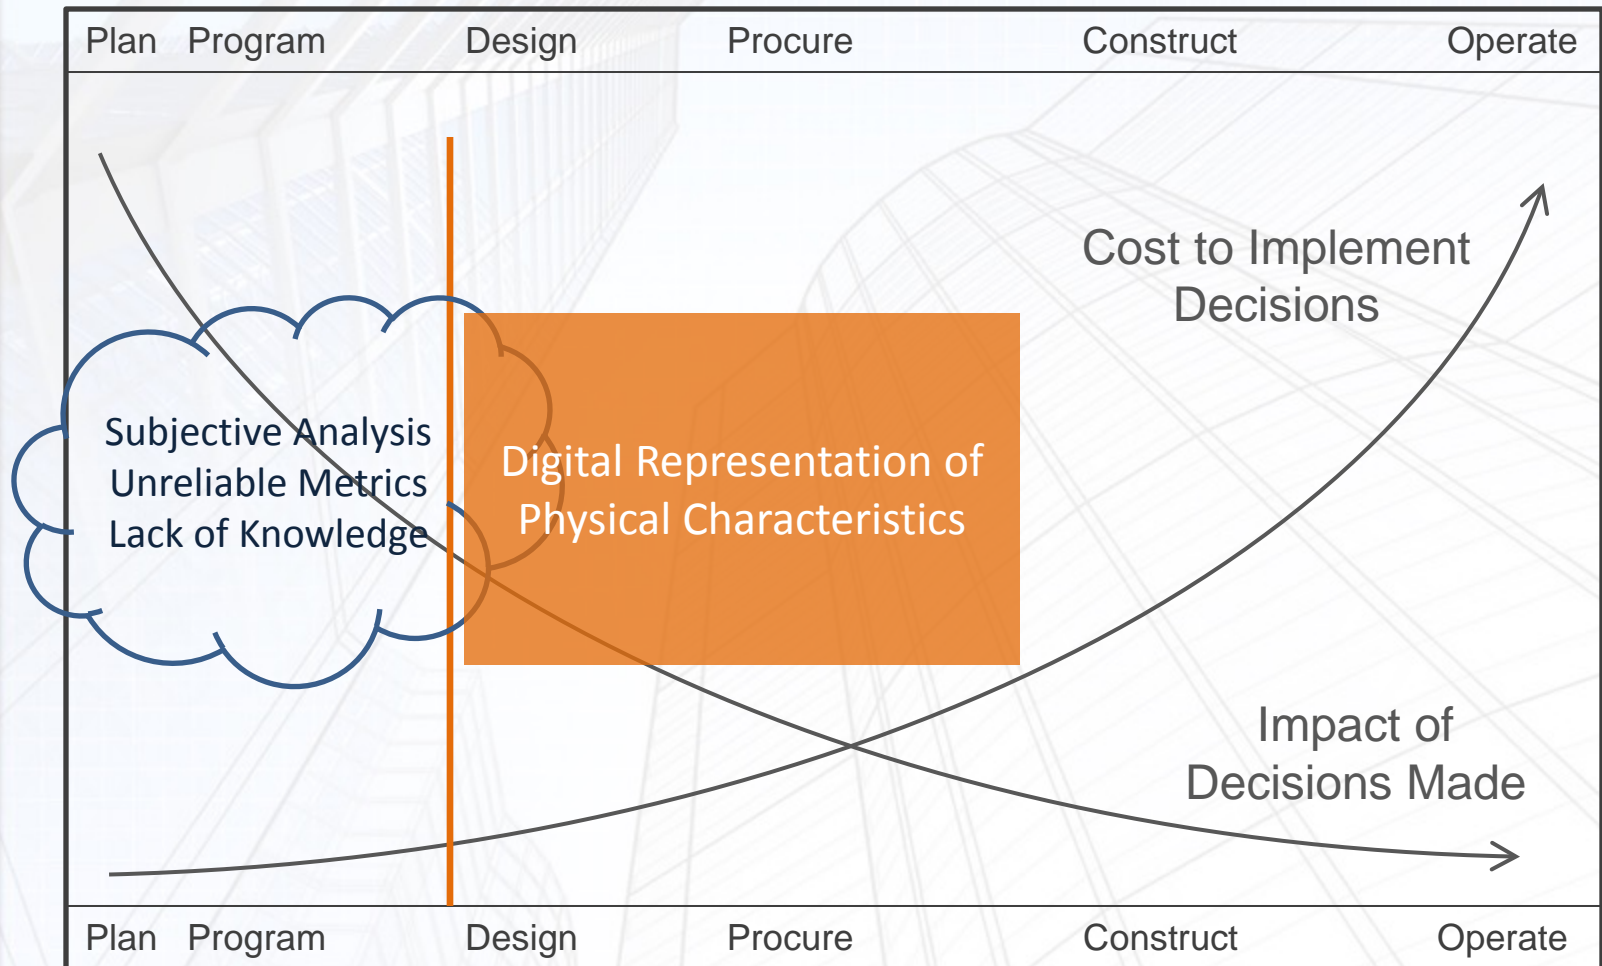 Plan Program Design Procure Construct Operate
Cost to Implement
Decisions
Subjective Analysis
Unreliable Metrics
Lack of Knowledge
Digital Representation of
Physical Characteristics
Impact of
Decisions Made
Plan Program Design Procure Construct Operate